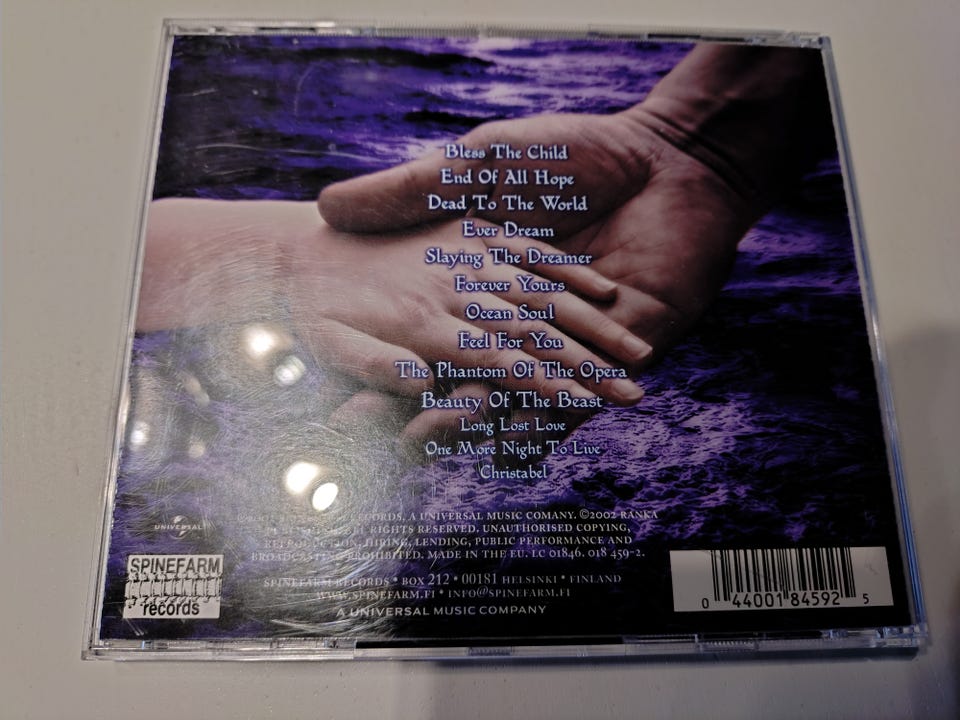 Bless The Child
End Of All Hope
Dead To The World
Ever Dream
Slaying The Dreamer
Forever Yours
Ocean Soul
Feel For You
The Phantom Of The Opera
Beauty Of The Beast
Long Lost Love
One More Night To Live
Christabel
RECORDS, A UNIVERSAL MUSIC COMANY. ©2002 RANKA
RIGHTS RESERVED. UNAUTHORISED COPYING,
REPRODUCTION, HIRING, LENDING, PUBLIC PERFORMANCE AND
BROADCASTING PROHIBITED. MADE IN THE EU. LC 01846. 018 459-2.
UNIVERSAL
SPINEFARM
records
SPINEFARM RECORDS • BOX 212 • 00181 HELSINKI • FINLAND
WWW.SPINEFARM.FI • INFO@SPINEFARM.FI
A UNIVERSAL MUSIC COMPANY
0 44001 84592 5